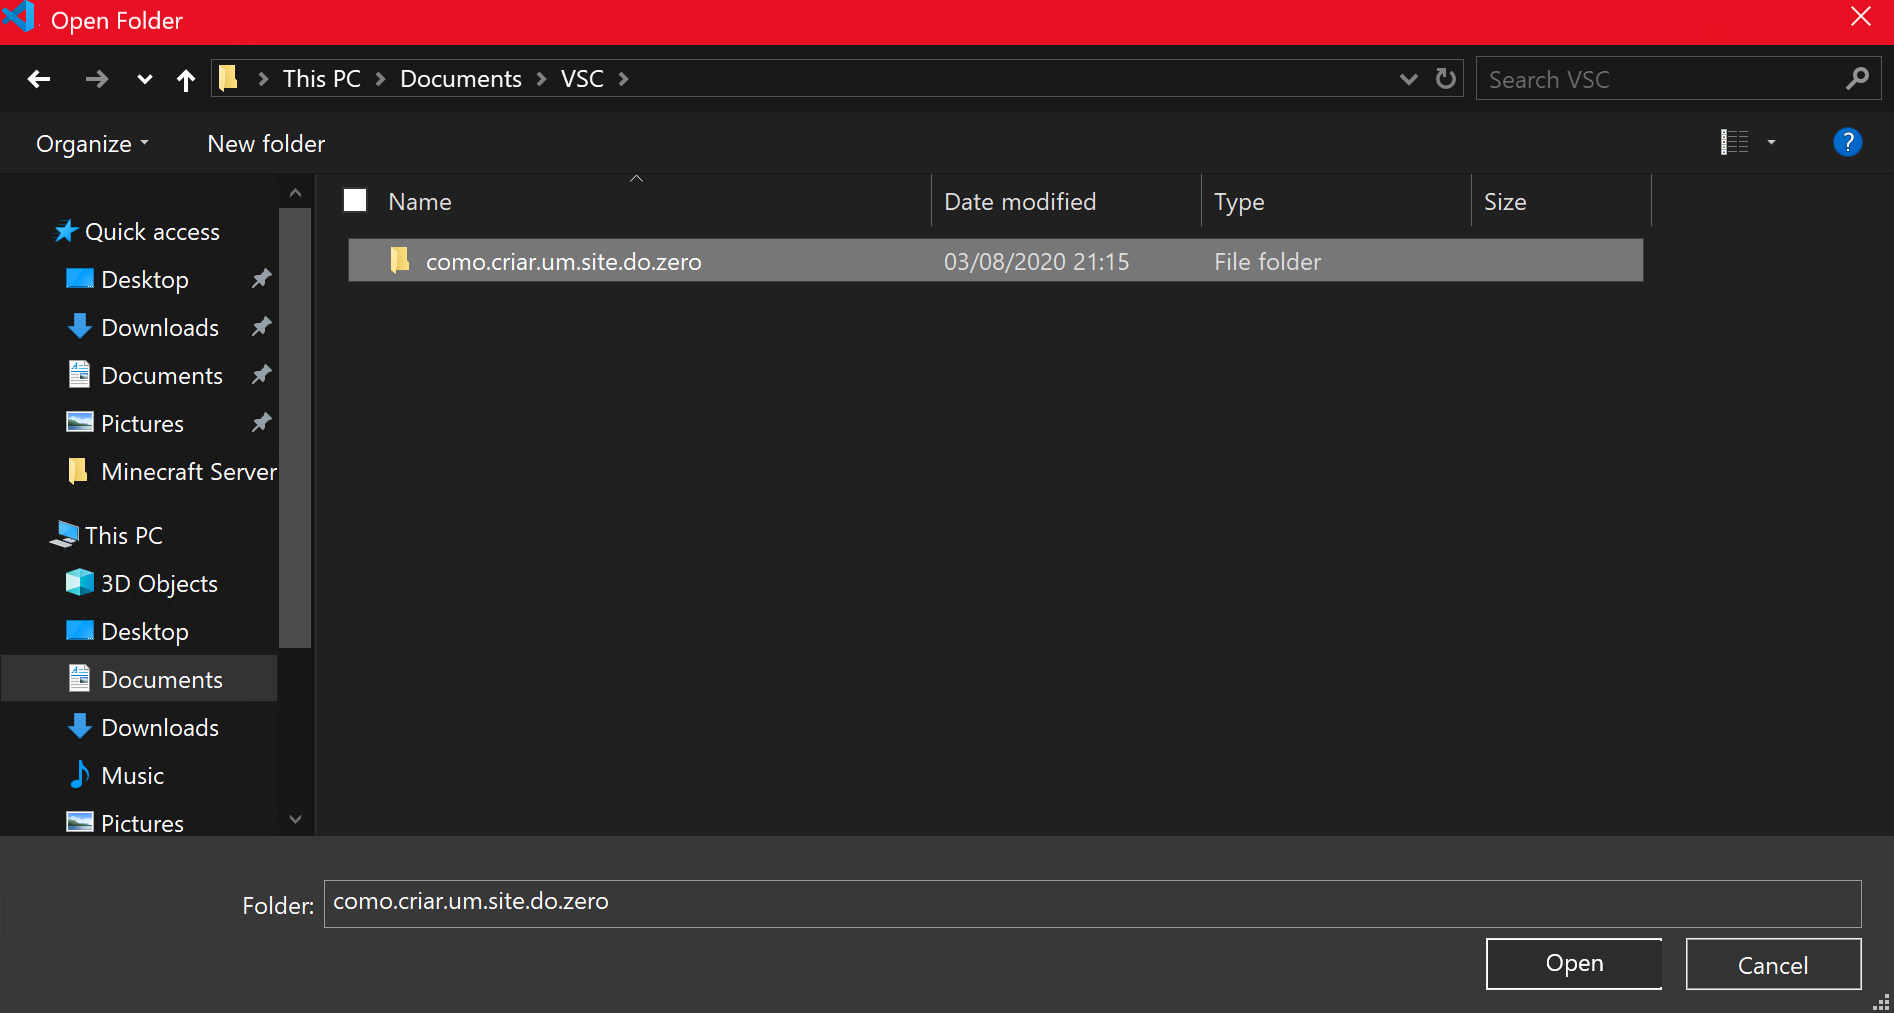 Open Folder
This PC Documents VSC
Search VSC
Organize New folder
?
Name Date modified Type Size
como.criar.um.site.do.zero 03/08/2020 21:15 File folder
Quick access
Desktop
Downloads
Documents
Pictures
Minecraft Server
This PC
3D Objects
Desktop
Documents
Downloads
Music
Pictures
Folder: como.criar.um.site.do.zero
Open Cancel